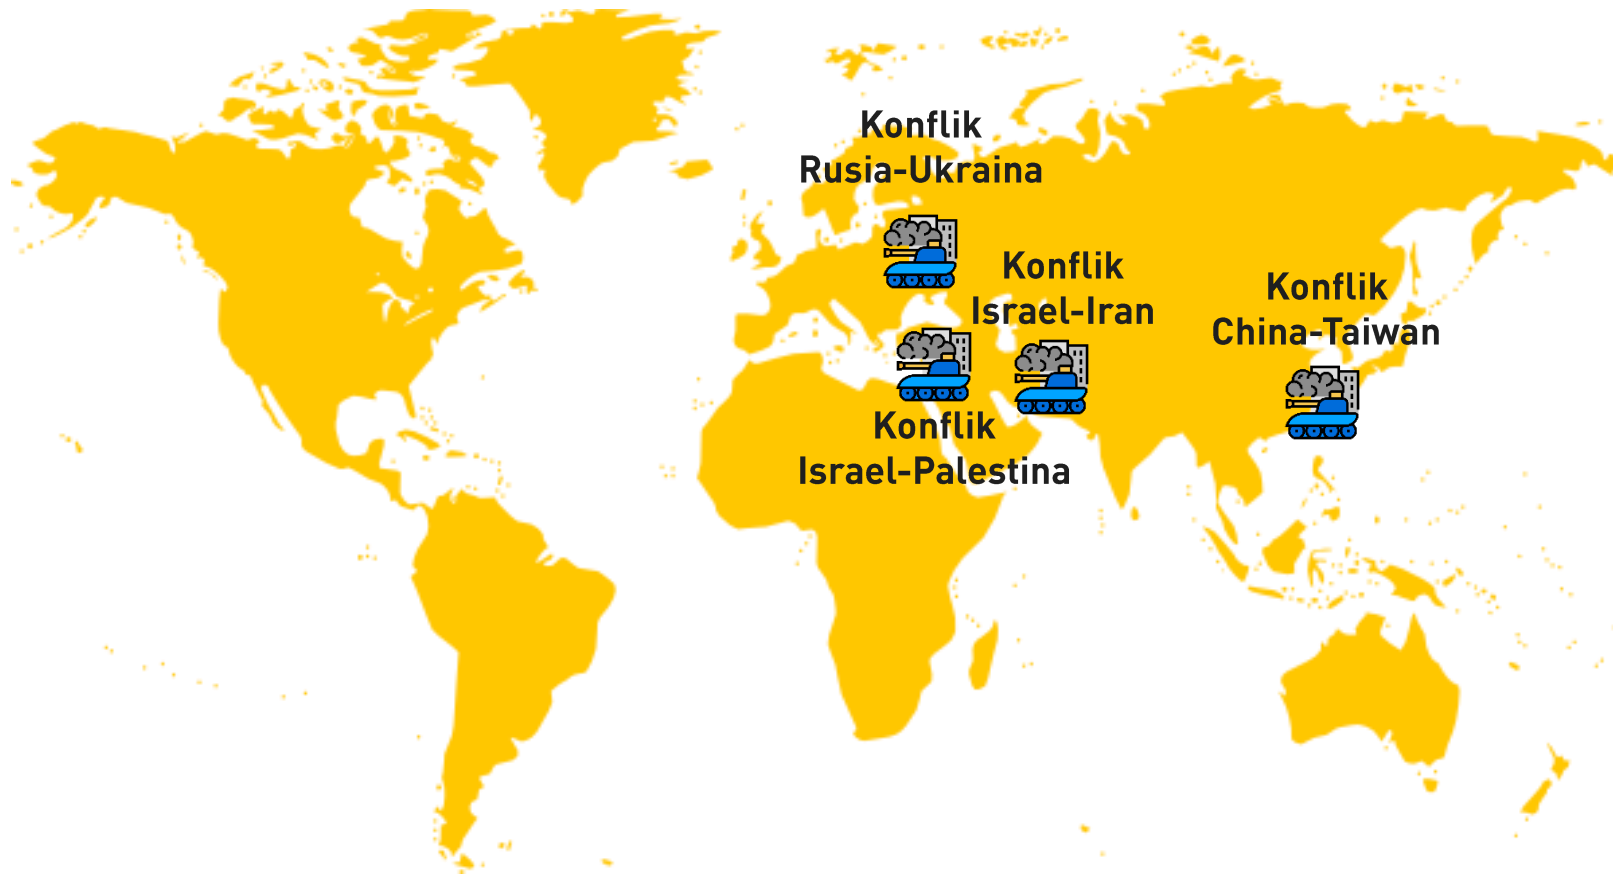 Konflik
Rusia-Ukraina
Konflik
Israel-Iran
Konflik
China-Taiwan
Konflik
Israel-Palestina